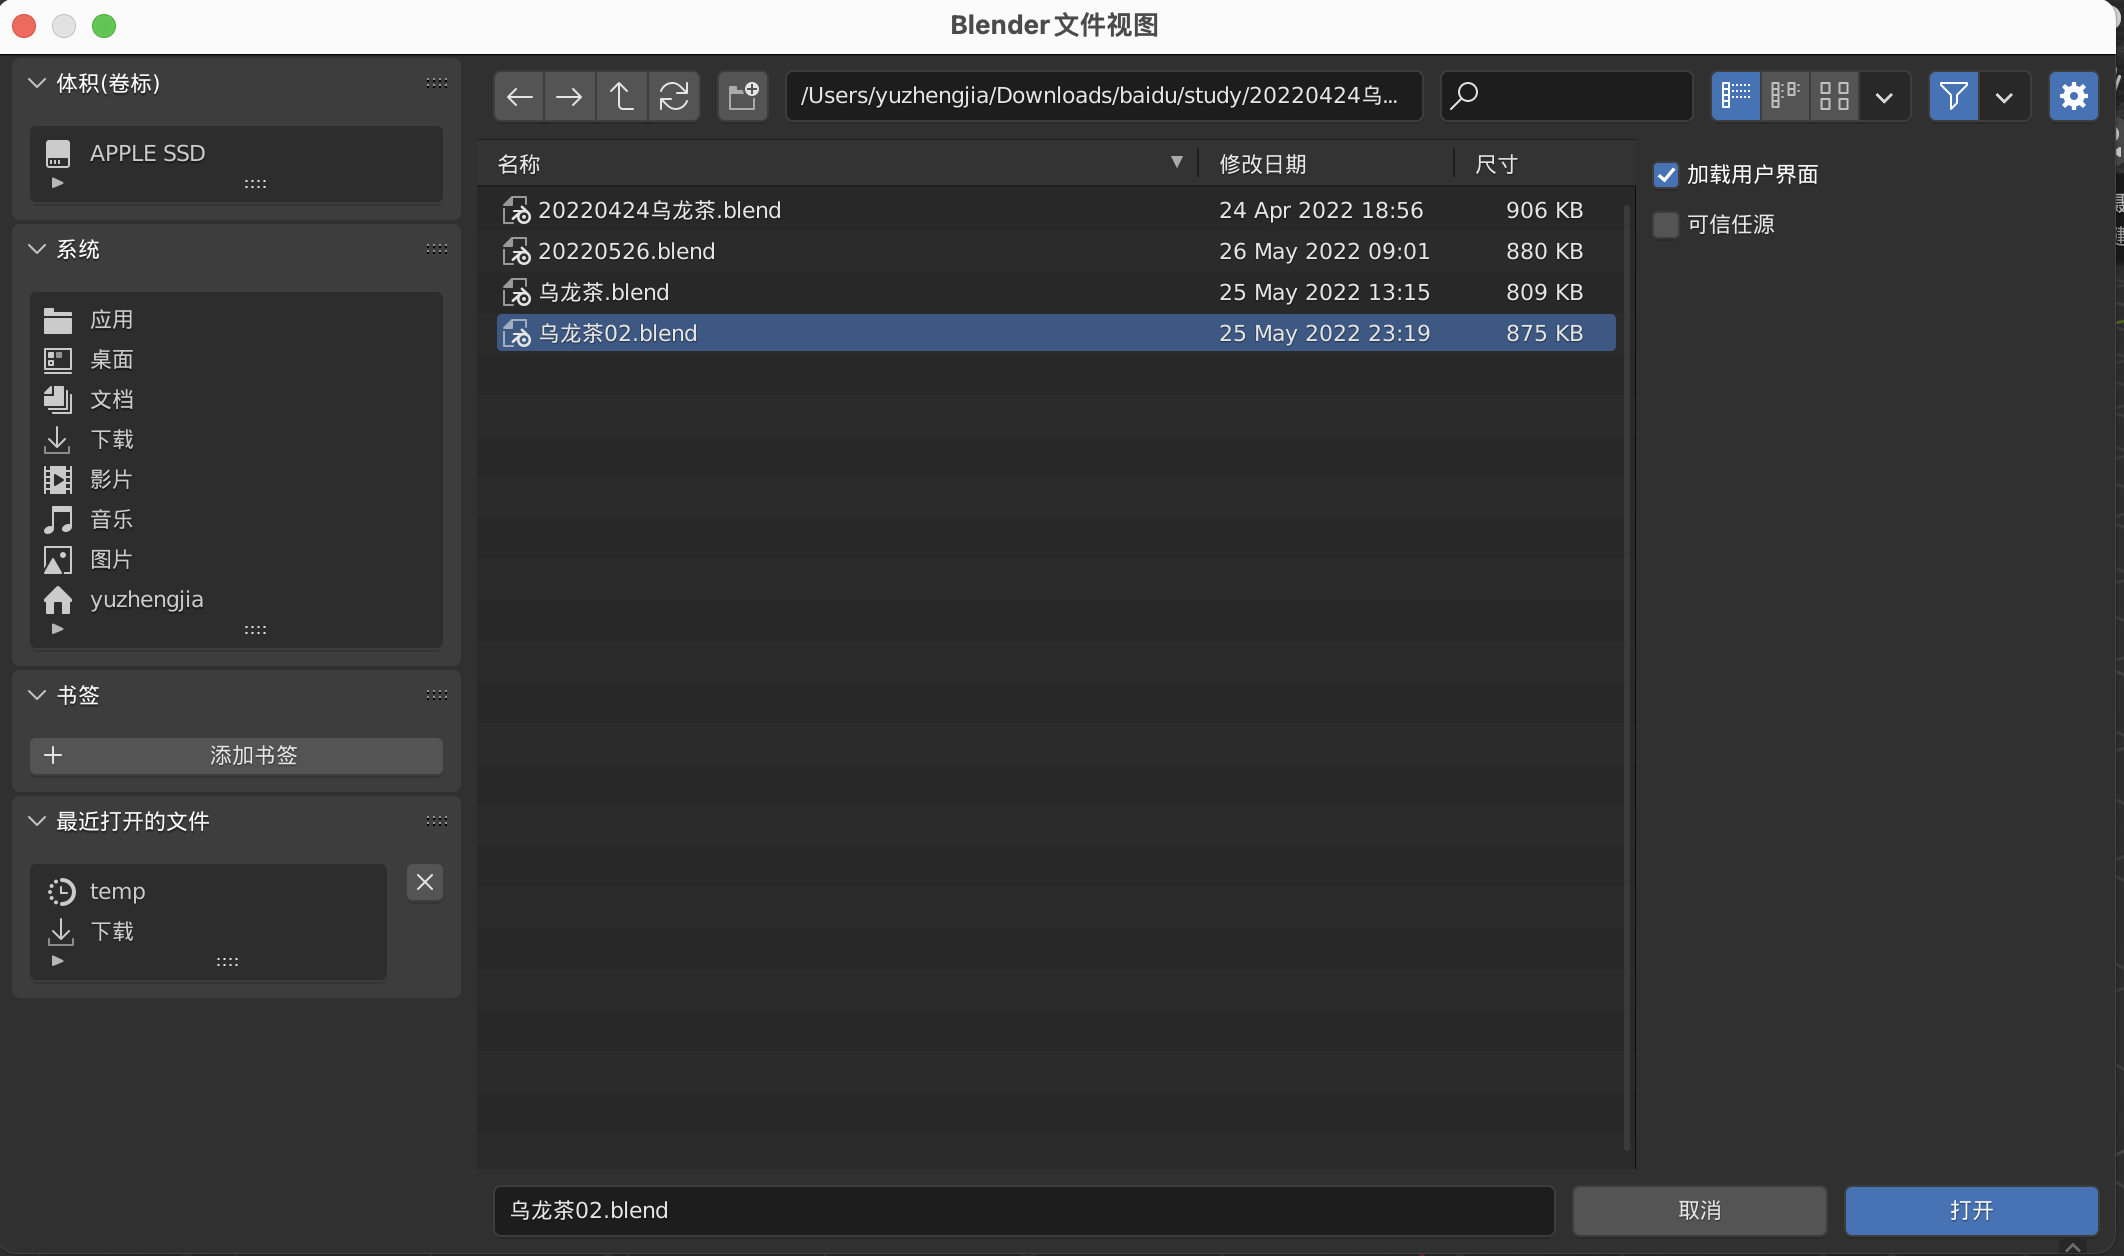 Blender文件视图
体积(卷标)
APPLE SSD
系统
应用
桌面
文档
下载
影片
音乐
图片
yuzhengjia
书签
添加书签
最近打开的文件
temp
下载
/Users/yuzhengjia/Downloads/baidu/study/20220424乌...
名称 修改日期 尺寸
20220424乌龙茶.blend 24 Apr 2022 18:56 906 KB
20220526.blend 26 May 2022 09:01 880 KB
乌龙茶.blend 25 May 2022 13:15 809 KB
乌龙茶02.blend 25 May 2022 23:19 875 KB
加载用户界面
可信任源
乌龙茶02.blend
取消
打开